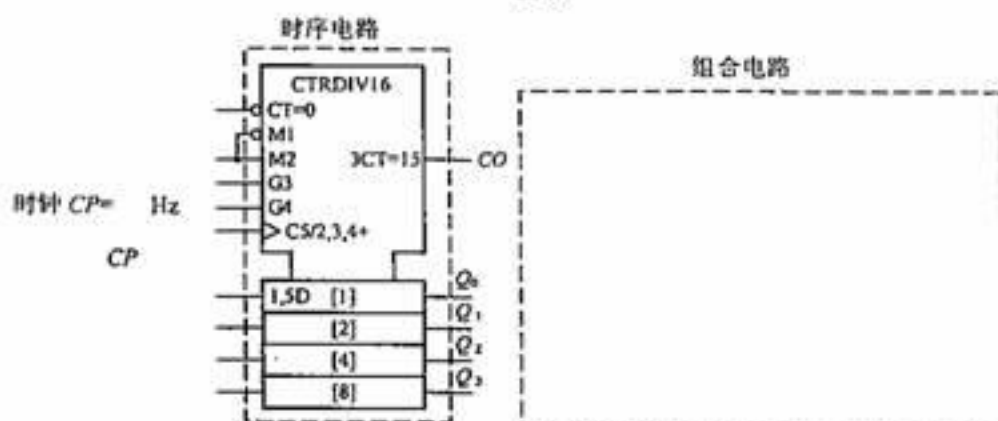 时序电路
组合电路
CTRDIV16
CT=0
M1
M2
3CT=15
CO
G3
时钟 CP= Hz
G4
C5/2,3,4+
CP
Q₀
1,5D [1]
Q₁
[2]
Q₂
[4]
Q₃
[8]